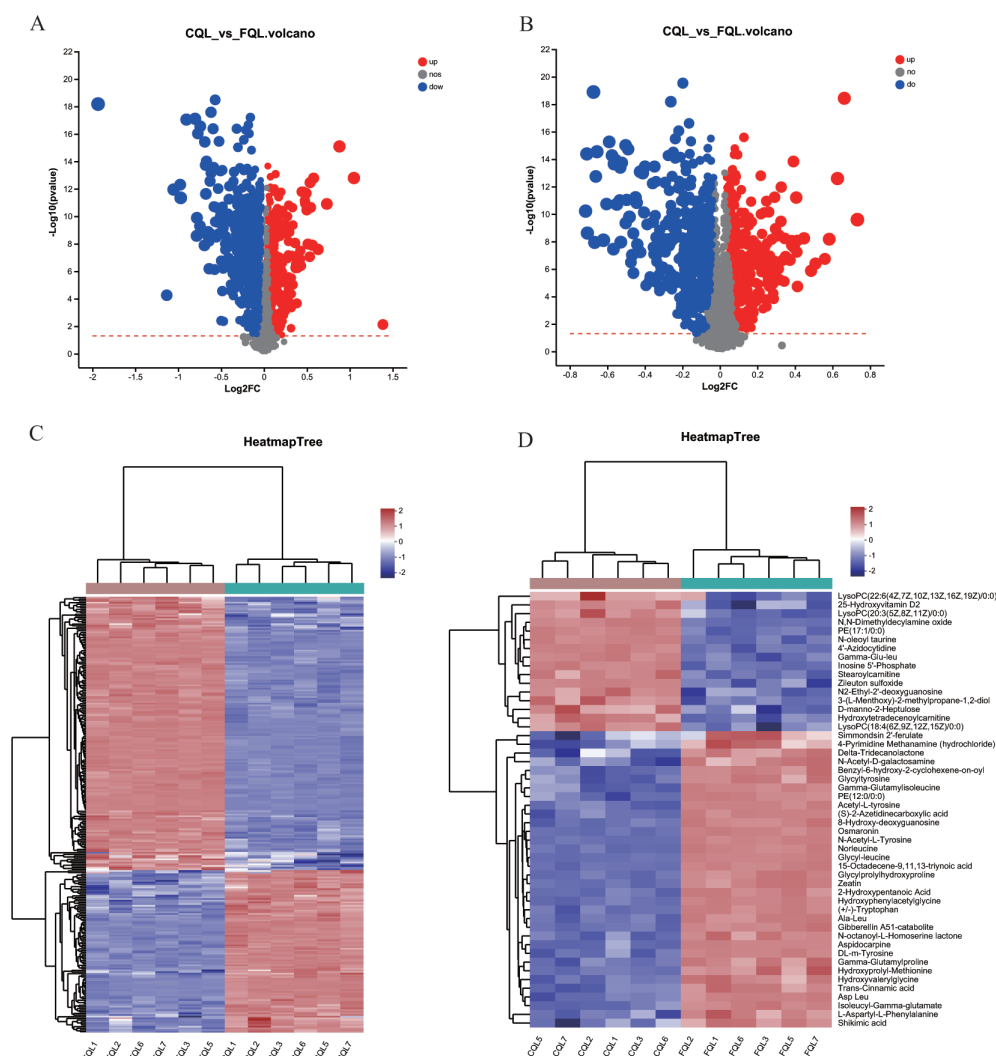 A
CQL_vs_FQL.volcano
22
20
18
16
14
12
10
8
6
4
2
0
-Log10(pvalue)
-2
-1.5
-1
-0.5
0
0.5
1
1.5
Log2FC
up
nos
dow
B
CQL_vs_FQL.volcano
22
20
18
16
14
12
10
8
6
4
2
0
-Log10(pvalue)
-0.8
-0.6
-0.4
-0.2
0
0.2
0.4
0.6
0.8
Log2FC
up
no
do
C
HeatmapTree
2
1
0
-1
-2
CQL1
CQL2
CQL6
CQL7
CQL3
CQL5
FQL1
FQL2
FQL3
FQL6
FQL5
FQL7
D
HeatmapTree
2
1
0
-1
-2
LysoPC(22:6(4Z,7Z,10Z,13Z,16Z,19Z)/0:0)
25-Hydroxyvitamin D2
LysoPC(20:3(5Z,8Z,11Z)/0:0)
N,N-Dimethyldecylamine oxide
PE(17:1/0:0)
N-oleoyl taurine
4'-Azidocytidine
Gamma-Glu-leu
Inosine 5'-Phosphate
Stearoylcarnitine
Zileuton sulfoxide
N2-Ethyl-2'-deoxyguanosine
3-(L-Menthoxy)-2-methylpropane-1,2-diol
D-manno-2-Heptulose
Hydroxytetradecenoylcarnitine
LysoPC(18:4(6Z,9Z,12Z,15Z)/0:0)
Simmondsin 2'-ferulate
4-Pyrimidine Methanamine (hydrochloride)
Delta-Tridecanolactone
N-Acetyl-D-galactosamine
Benzyl-6-hydroxy-2-cyclohexene-on-oyl
Glycyltyrosine
Gamma-Glutamylisoleucine
PE(12:0/0:0)
Acetyl-L-tyrosine
(S)-2-Azetidinecarboxylic acid
8-Hydroxy-deoxyguanosine
Osmaronin
N-Acetyl-L-Tyrosine
Norleucine
Glycyl-leucine
15-Octadecene-9,11,13-triynoic acid
Glycylprolylhydroxyproline
Zeatin
2-Hydroxypentanoic Acid
Hydroxyphenylacetylglycine
(+/-)-Tryptophan
Ala-Leu
Gibberellin A51-catabolite
N-octanoyl-L-Homoserine lactone
Aspidocarpine
DL-m-Tyrosine
Gamma-Glutamylproline
Hydroxyprolyl-Methionine
Hydroxyvalerylglycine
Trans-Cinnamic acid
Asp Leu
Isoleucyl-Gamma-glutamate
L-Aspartyl-L-Phenylalanine
Shikimic acid
CQL5
CQL7
CQL2
CQL1
CQL3
CQL6
FQL2
FQL1
FQL6
FQL3
FQL5
FQL7